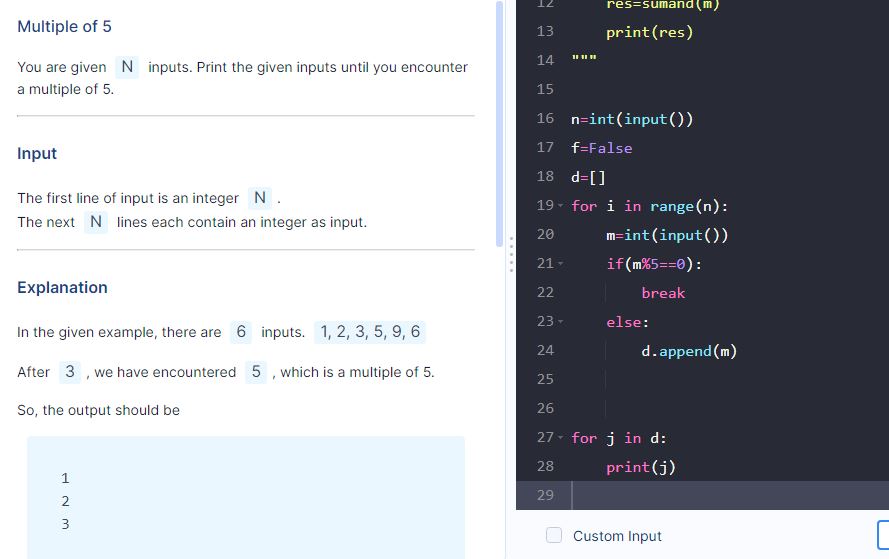 Multiple of 5
You are given N inputs. Print the given inputs until you encounter
a multiple of 5.
Input
The first line of input is an integer N .
The next N lines each contain an integer as input.
Explanation
In the given example, there are 6 inputs. 1, 2, 3, 5, 9, 6
After 3 , we have encountered 5 , which is a multiple of 5.
So, the output should be
1
2
3
12 res=sumand(m)
13 print(res)
14 """
15
16 n=int(input())
17 f=False
18 d=[]
19 for i in range(n):
20 m=int(input())
21 if(m%5==0):
22 break
23 else:
24 d.append(m)
25
26
27 for j in d:
28 print(j)
29
Custom Input